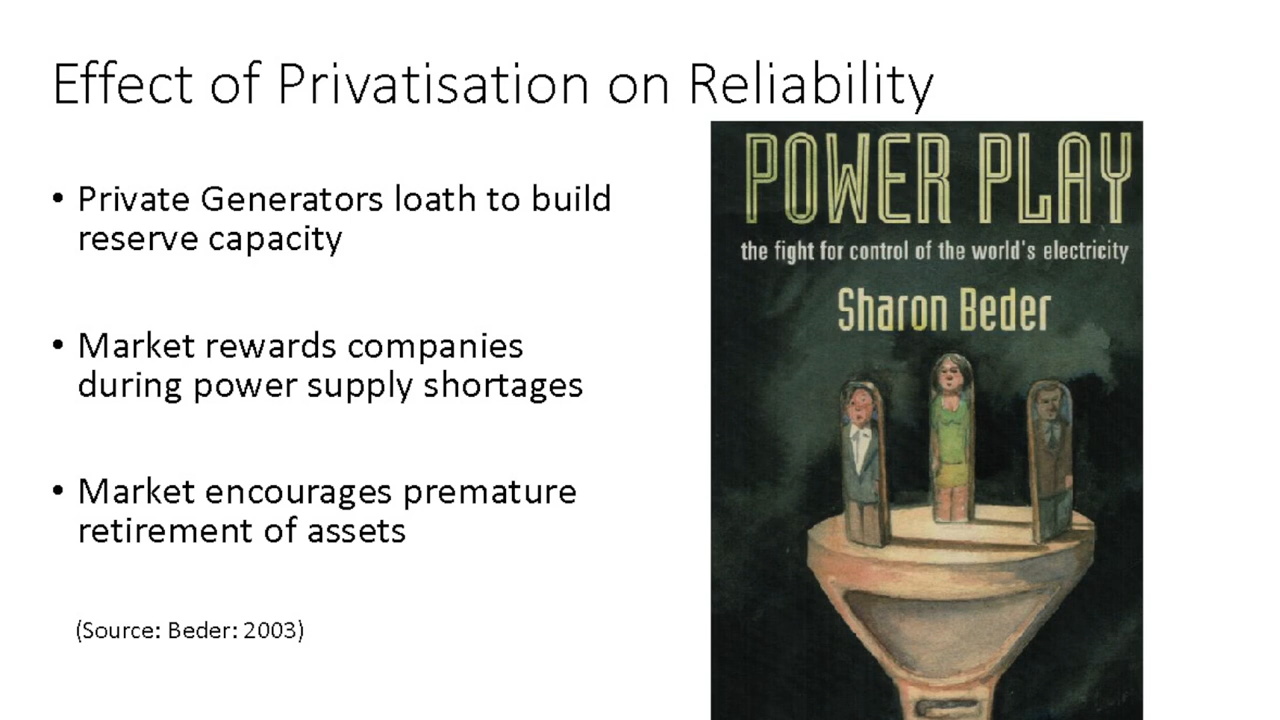 Effect of Privatisation on Reliability
• Private Generators loath to build
reserve capacity
• Market rewards companies
during power supply shortages
• Market encourages premature
retirement of assets
(Source: Beder: 2003)
POWER PLAY
the fight for control of the world's electricity
Sharon Beder